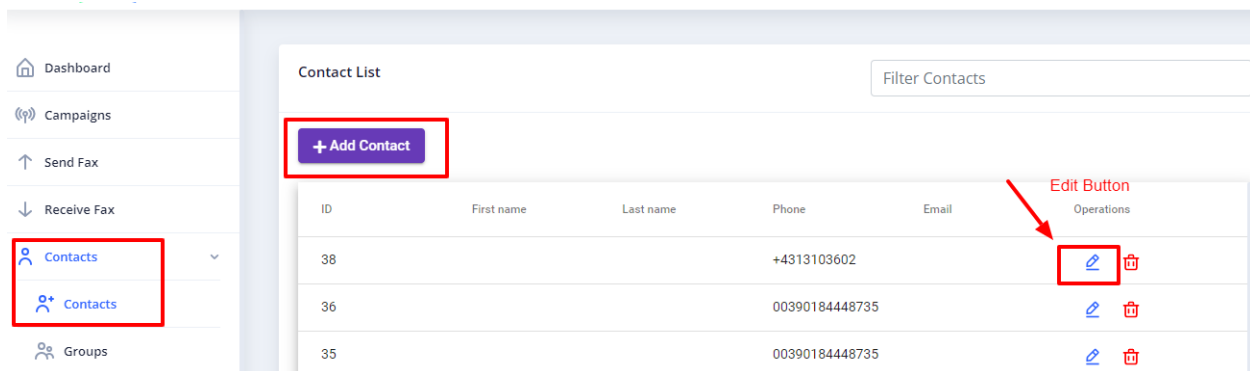 Dashboard
Campaigns
Send Fax
Receive Fax
Contacts
Contacts
Groups
Contact List
Filter Contacts
+ Add Contact
Edit Button
ID First name Last name Phone Email Operations
38 +4313103602
36 00390184448735
35 00390184448735